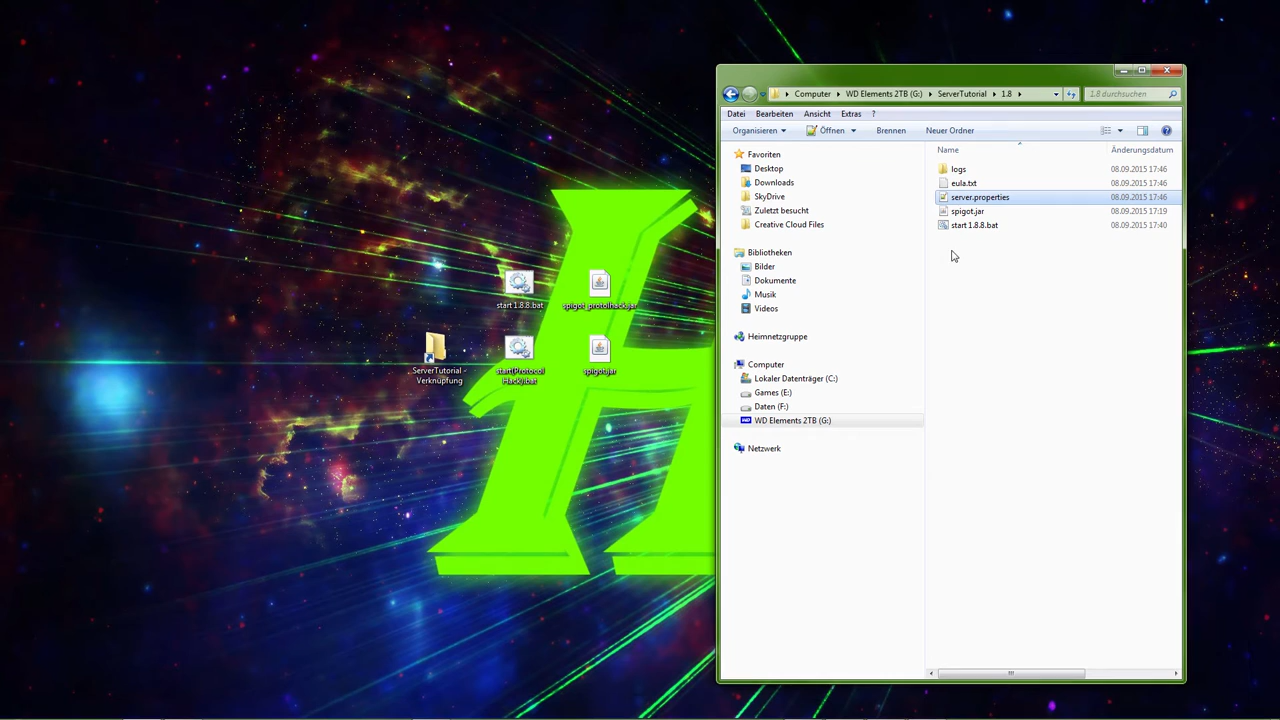 Computer WD Elements 2TB (G:) ServerTutorial 1.8
1.8 durchsuchen
Datei Bearbeiten Ansicht Extras ?
Organisieren Öffnen Brennen Neuer Ordner
Favoriten
Desktop
Downloads
SkyDrive
Zuletzt besucht
Creative Cloud Files
Bibliotheken
Bilder
Dokumente
Musik
Videos
Heimnetzgruppe
Computer
Lokaler Datenträger (C:)
Games (E:)
Daten (F:)
WD Elements 2TB (G:)
Netzwerk
Name Änderungsdatum
logs 08.09.2015 17:46
eula.txt 08.09.2015 17:46
server.properties 08.09.2015 17:46
spigot.jar 08.09.2015 17:19
start 1.8.8.bat 08.09.2015 17:40
start 1.8.8.bat
ServerTutorial -
Verknüpfung
start(Protocol
Hack).bat
spigot.jar
H